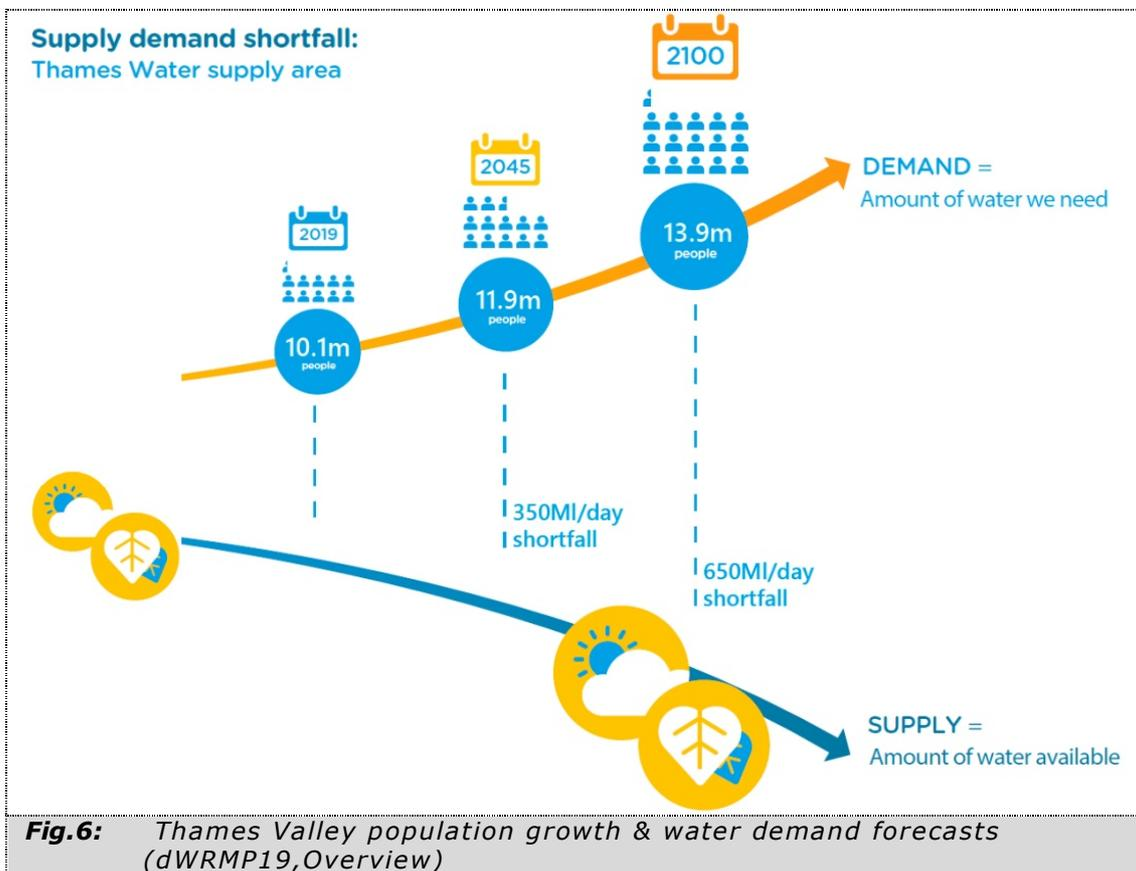 Supply demand shortfall:
Thames Water supply area
2100
2045
2019
DEMAND =
Amount of water we need
13.9m
people
11.9m
people
10.1m
people
350Ml/day
shortfall
650Ml/day
shortfall
SUPPLY =
Amount of water available
Fig.6: Thames Valley population growth & water demand forecasts
(dWRMP19,Overview)